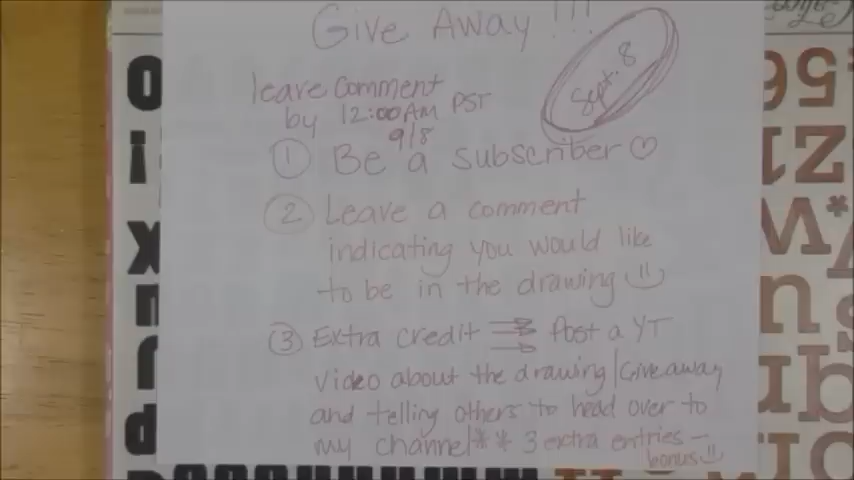 Give Away!!!
Sept. 8
leave comment
by 12:00AM PST
9/8
① Be a subscriber ♡
② Leave a comment
indicating you would like
to be in the drawing
③ Extra credit → Post a YT
video about the drawing/Giveaway
and telling others to head over to
my channel** 3 extra entries -
bonus